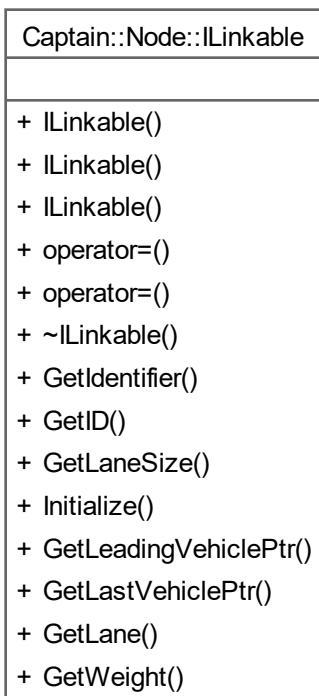 Captain::Node::ILinkable
+ ILinkable()
+ ILinkable()
+ ILinkable()
+ operator=()
+ operator=()
+ ~ILinkable()
+ GetIdentifier()
+ GetID()
+ GetLaneSize()
+ Initialize()
+ GetLeadingVehiclePtr()
+ GetLastVehiclePtr()
+ GetLane()
+ GetWeight()